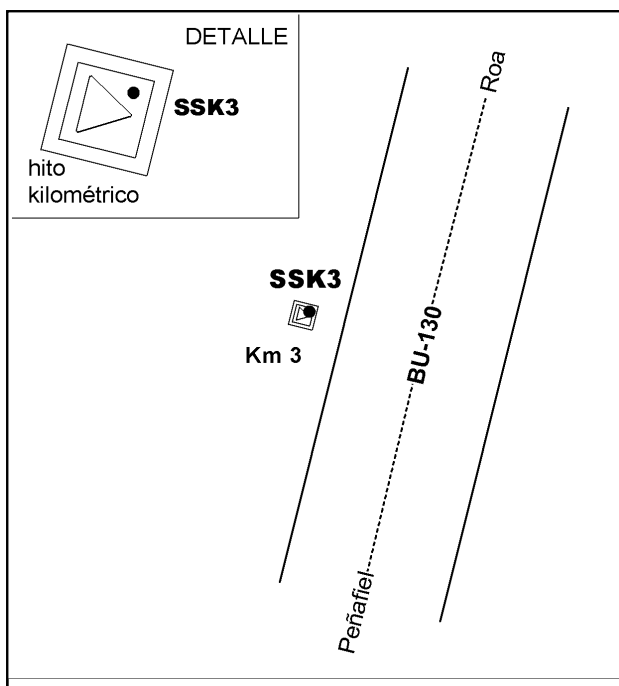 DETALLE
SSK3
hito
kilométrico
Roa
SSK3
Km 3
BU-130
Peñafiel